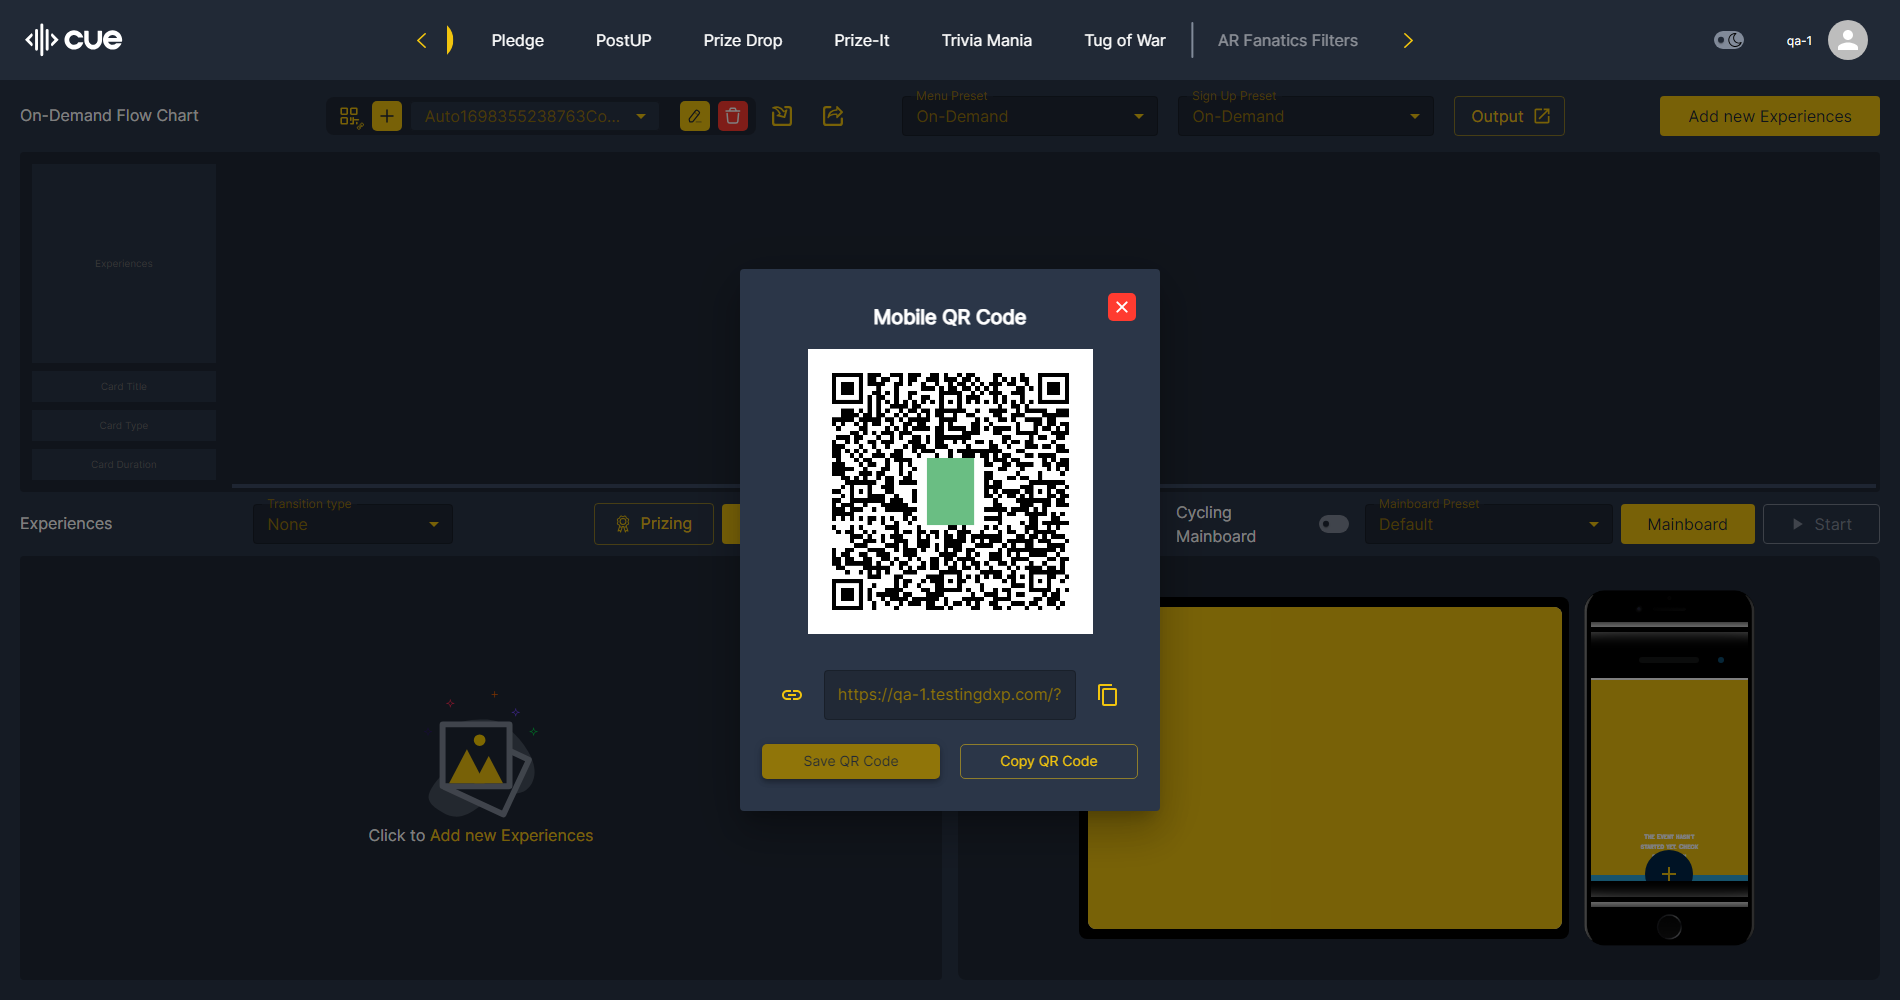 cue
Pledge
PostUP
Prize Drop
Prize-It
Trivia Mania
Tug of War
AR Fanatics Filters
qa-1
On-Demand Flow Chart
Auto1698355238763Co...
Menu Preset
On-Demand
Sign Up Preset
On-Demand
Output
Add new Experiences
Experiences
Card Title
Card Type
Card Duration
Mobile QR Code
https://qa-1.testingdxp.com/?
Save QR Code
Copy QR Code
Experiences
Transition type
None
Prizing
Cycling
Mainboard
Mainboard Preset
Default
Mainboard
Start
Click to Add new Experiences
The Event hasn't
started yet. Check